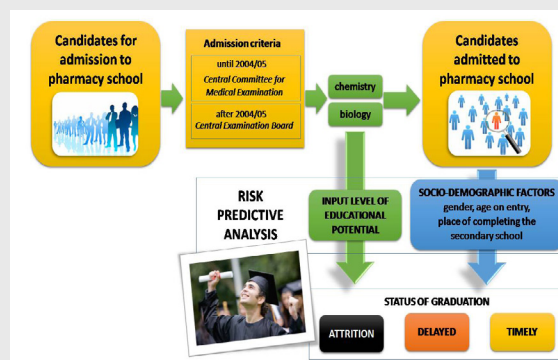 Candidates for
admission to
pharmacy school
Admission criteria
until 2004/05
Central Committee for
Medical Examination
after 2004/05
Central Examination Board
chemistry
biology
Candidates
admitted to
pharmacy school
RISK
PREDICTIVE
ANALYSIS
INPUT LEVEL OF
EDUCATIONAL
POTENTIAL
SOCIO-DEMOGRAPHIC FACTORS
gender, age on entry,
place of completing the
secondary school
STATUS OF GRADUATION
ATTRITION
DELAYED
TIMELY